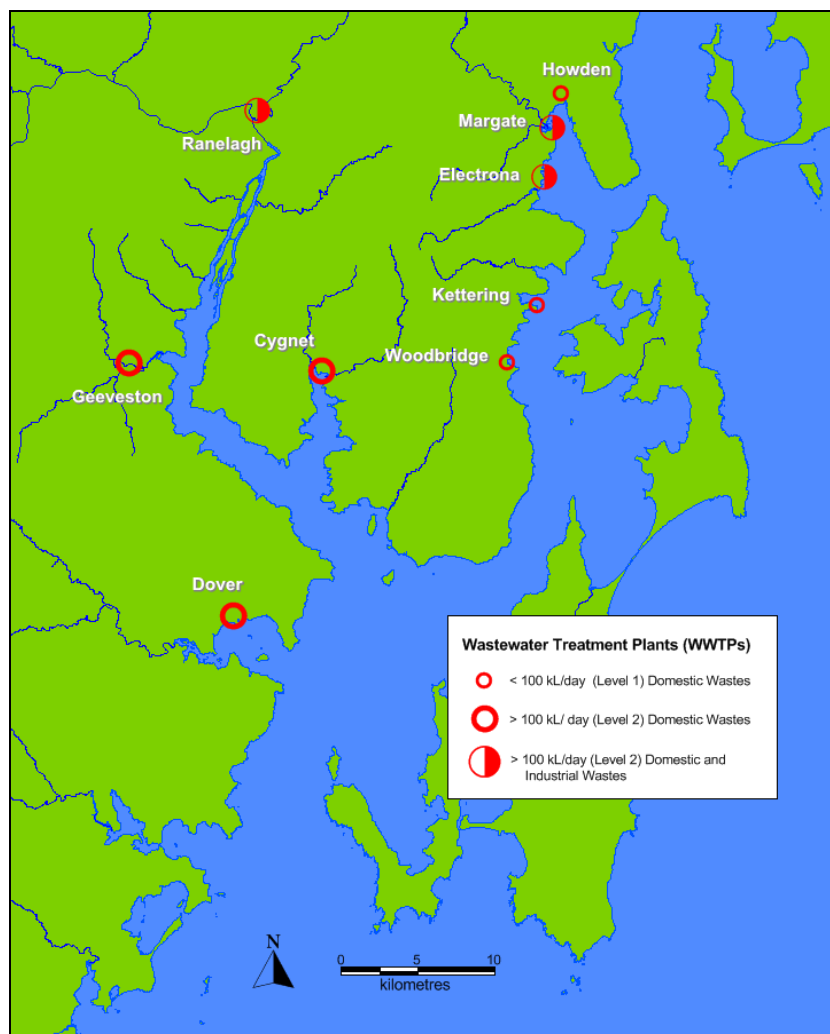 Howden
Margate
Ranelagh
Electrona
Kettering
Cygnet
Woodbridge
Geeveston
Dover
Wastewater Treatment Plants (WWTPs)
< 100 kL/day (Level 1) Domestic Wastes
> 100 kL/ day (Level 2) Domestic Wastes
> 100 kL/day (Level 2) Domestic and
Industrial Wastes
N
0 5 10
kilometres